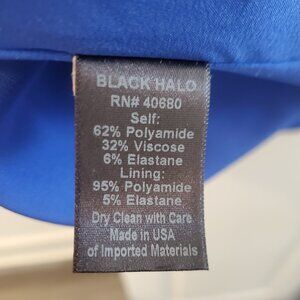 BLACK HALO
RN# 40680
Self:
62% Polyamide
32% Viscose
6% Elastane
Lining:
95% Polyamide
5% Elastane
Dry Clean with Care
Made in USA
of Imported Materials